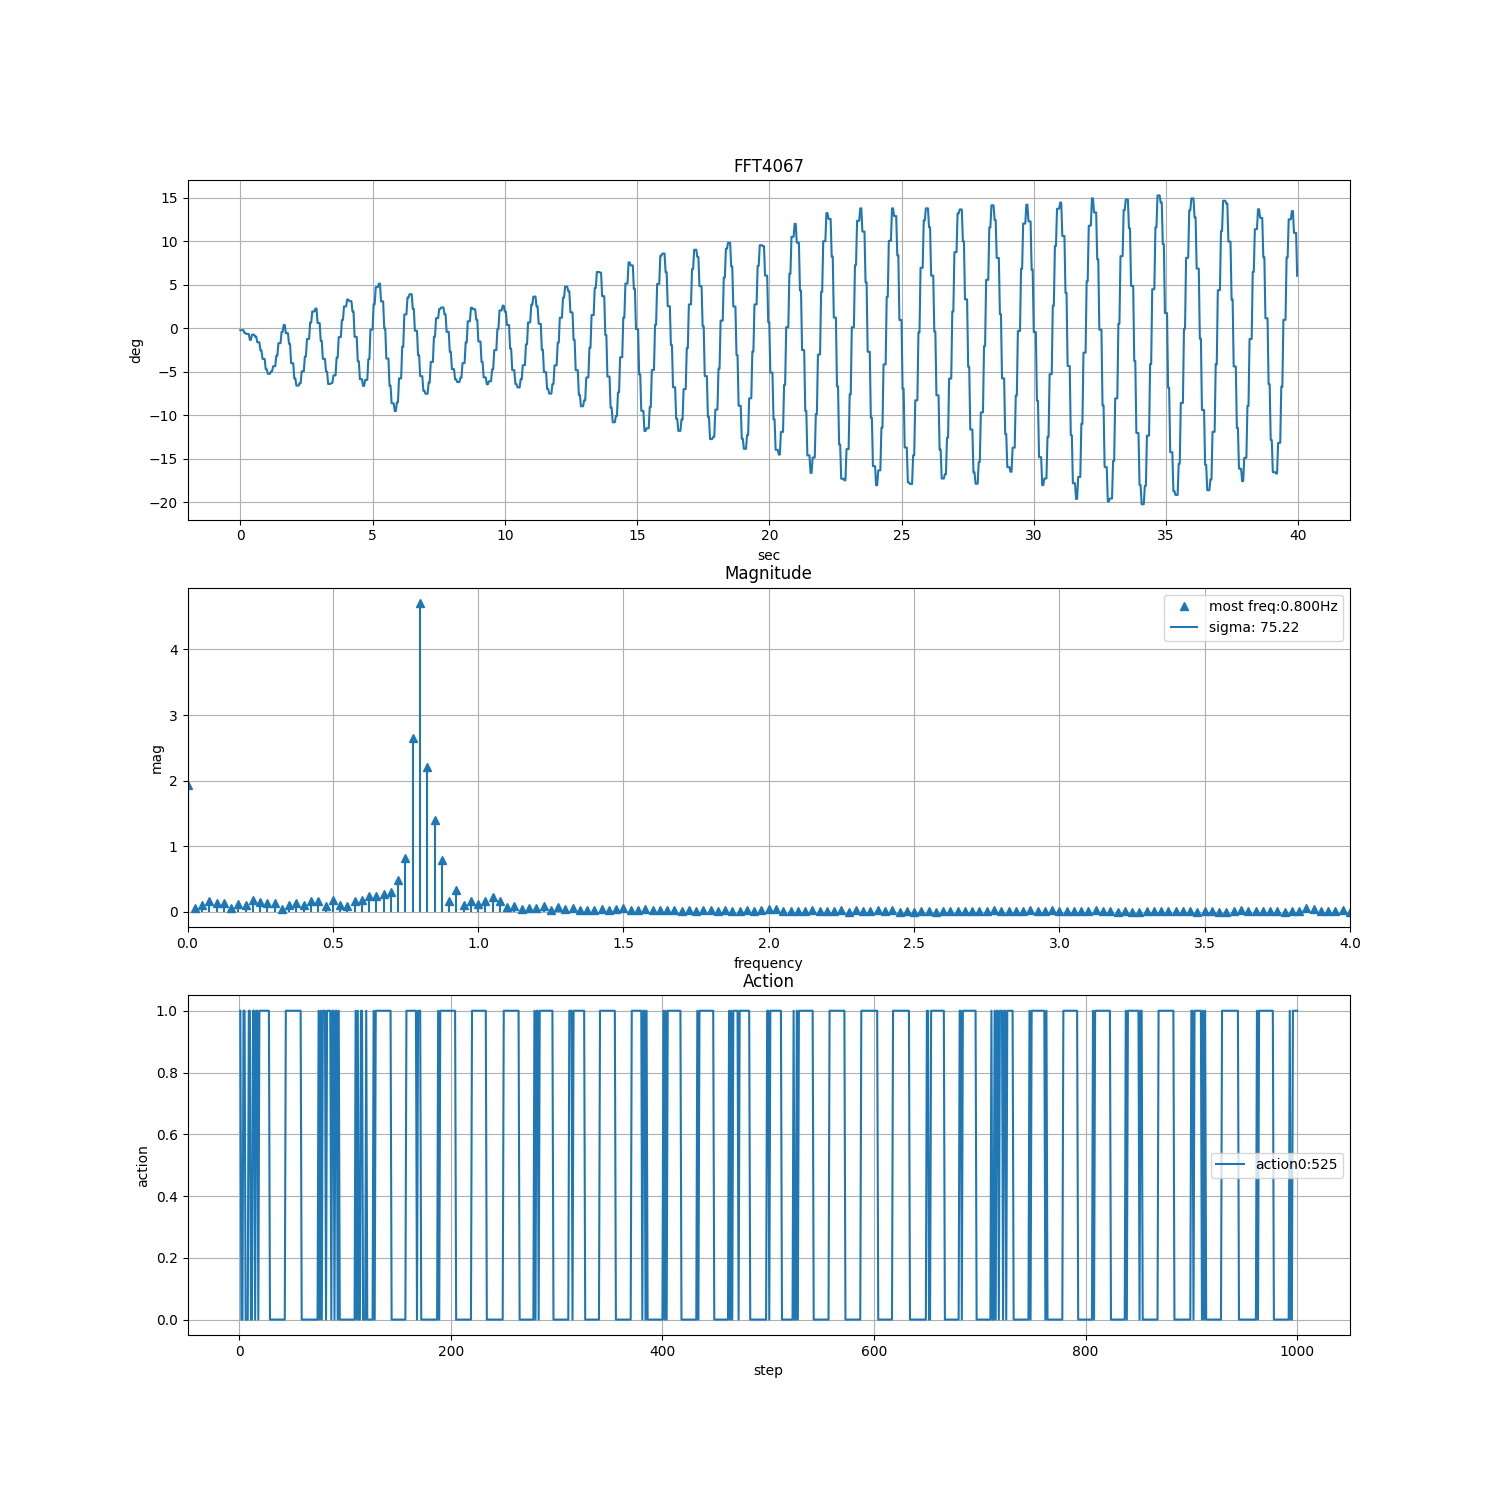 FFT4067
15
10
5
0
−5
−10
−15
−20
deg
0 5 10 15 20 25 30 35 40
sec
Magnitude
most freq:0.800Hz
sigma: 75.22
4
3
2
1
0
mag
0.0 0.5 1.0 1.5 2.0 2.5 3.0 3.5 4.0
frequency
Action
1.0
0.8
0.6
0.4
0.2
0.0
action
action0:525
0 200 400 600 800 1000
step